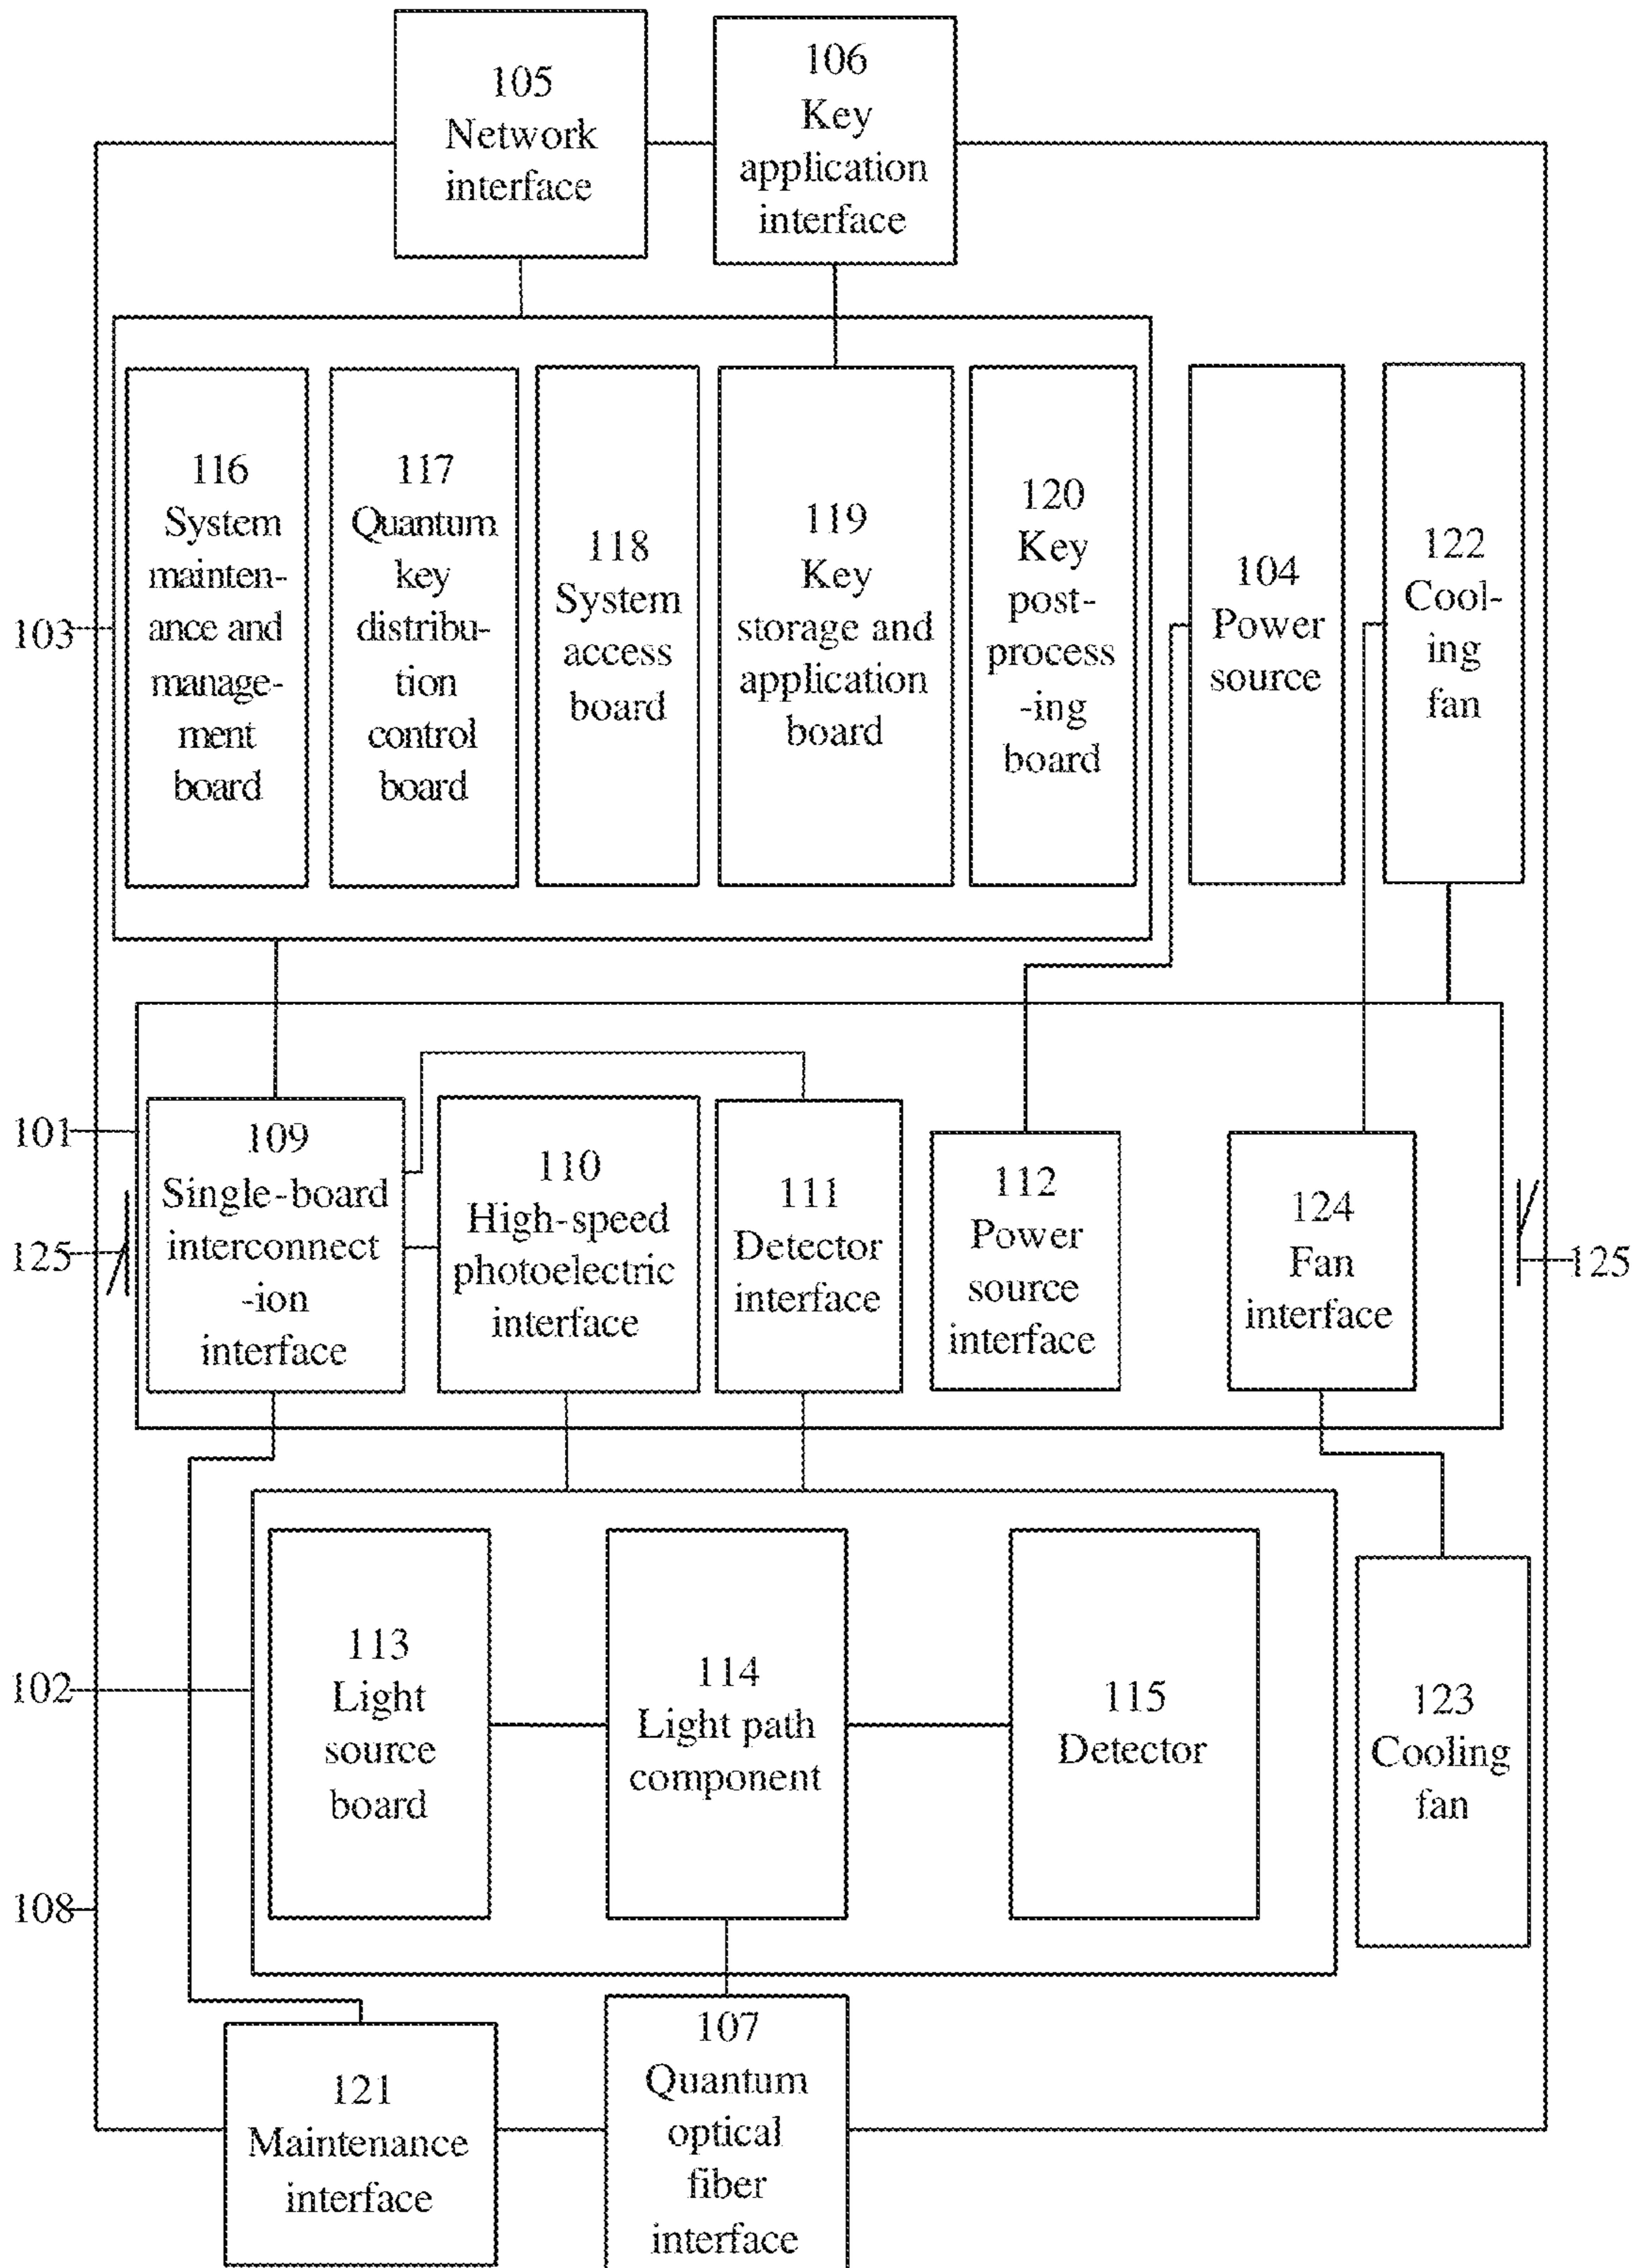 105
Network
interface
106
Key
application
interface
103
116
System
mainten-
ance and
manage-
ment
board
117
Quantum
key
distribu-
tion
control
board
118
System
access
board
119
Key
storage and
application
board
120
Key
post-
process
-ing
board
104
Power
source
122
Cool-
ing
fan
101
125
109
Single-board
interconnect
-ion
interface
110
High-speed
photoelectric
interface
111
Detector
interface
112
Power
source
interface
124
Fan
interface
125
102
113
Light
source
board
114
Light path
component
115
Detector
123
Cooling
fan
108
121
Maintenance
interface
107
Quantum
optical
fiber
interface